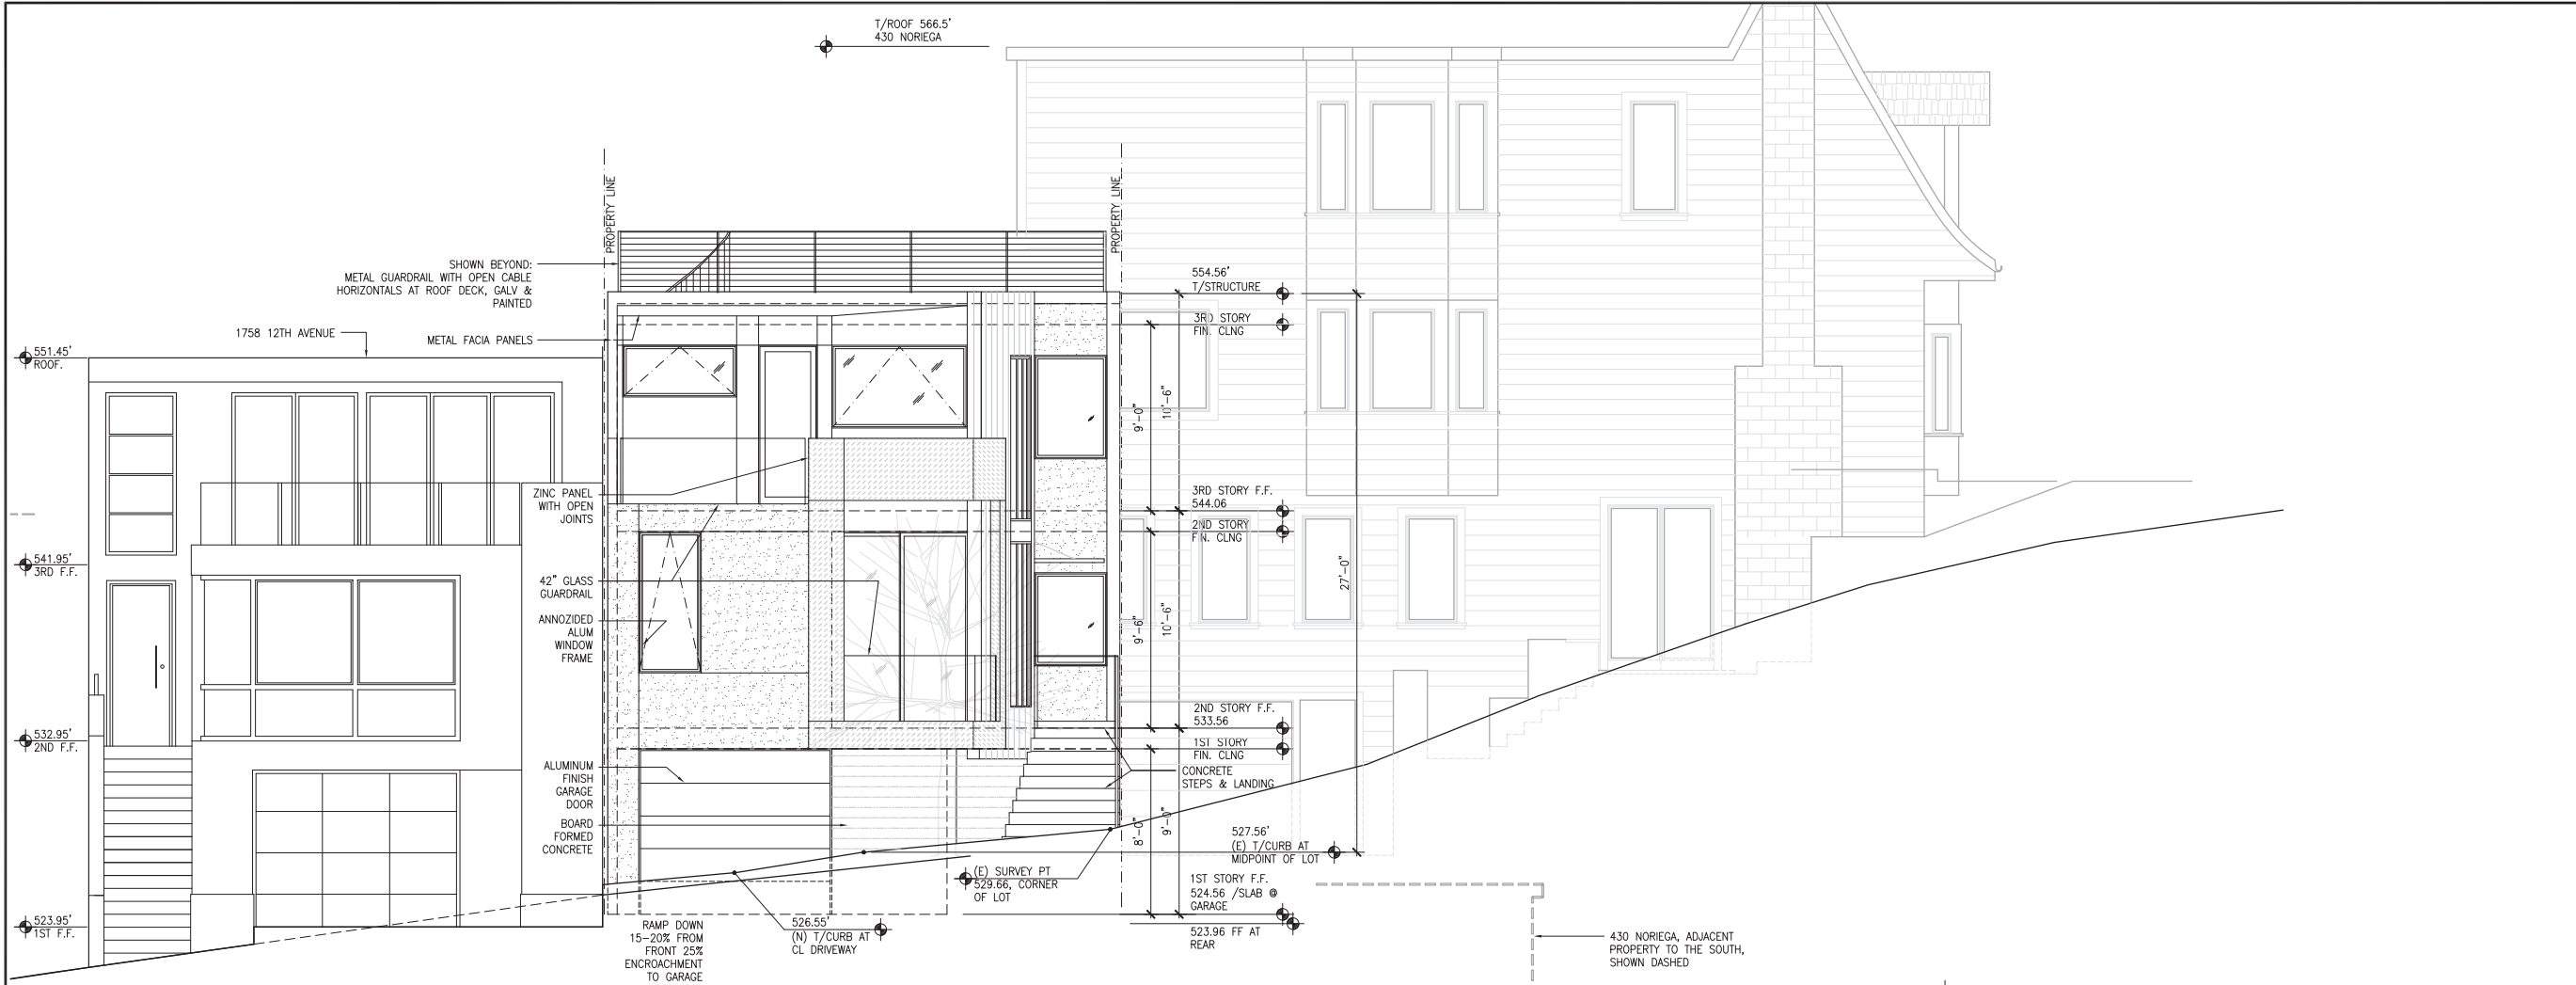 T/ROOF 566.5'
430 NORIEGA
PROPERTY LINE
PROPERTY LINE
SHOWN BEYOND:
METAL GUARDRAIL WITH OPEN CABLE
HORIZONTALS AT ROOF DECK, GALV &
PAINTED
1758 12TH AVENUE
METAL FACIA PANELS
551.45'
ROOF.
541.95'
3RD F.F.
532.95'
2ND F.F.
523.95'
1ST F.F.
ZINC PANEL
WITH OPEN
JOINTS
42" GLASS
GUARDRAIL
ANNOZIDED
ALUM
WINDOW
FRAME
ALUMINUM
FINISH
GARAGE
DOOR
BOARD
FORMED
CONCRETE
RAMP DOWN
15-20% FROM
FRONT 25%
ENCROACHMENT
TO GARAGE
526.55'
(N) T/CURB AT
CL DRIVEWAY
(E) SURVEY PT
529.66, CORNER
OF LOT
554.56'
T/STRUCTURE
3RD STORY
FIN. CLNG
9'-0"
10'-6"
3RD STORY F.F.
544.06
2ND STORY
FIN. CLNG
27'-0"
9'-6"
10'-6"
2ND STORY F.F.
533.56
1ST STORY
FIN. CLNG
CONCRETE
STEPS & LANDING
8'-0"
9'-0"
527.56'
(E) T/CURB AT
MIDPOINT OF LOT
1ST STORY F.F.
524.56 /SLAB @
GARAGE
523.96 FF AT
REAR
430 NORIEGA, ADJACENT
PROPERTY TO THE SOUTH,
SHOWN DASHED